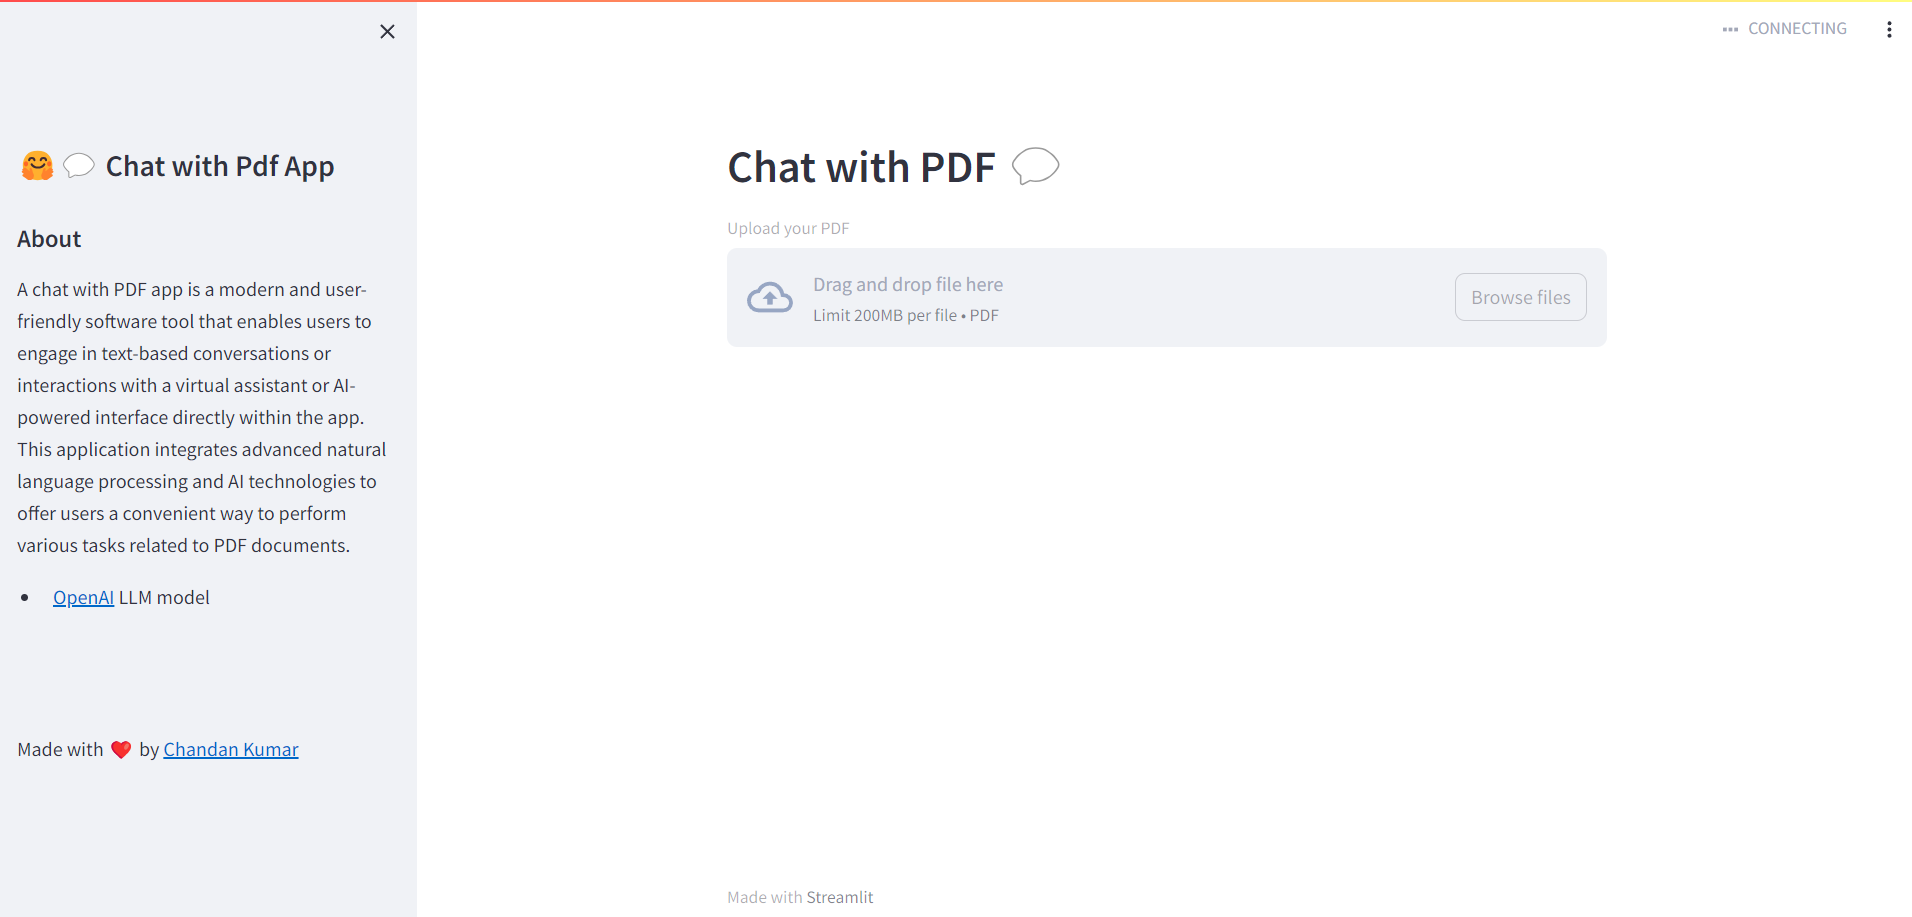 CONNECTING
🤗💬 Chat with Pdf App
About
A chat with PDF app is a modern and user-
friendly software tool that enables users to
engage in text-based conversations or
interactions with a virtual assistant or AI-
powered interface directly within the app.
This application integrates advanced natural
language processing and AI technologies to
offer users a convenient way to perform
various tasks related to PDF documents.
• OpenAI LLM model
Made with ❤️ by Chandan Kumar
Chat with PDF 💬
Upload your PDF
Drag and drop file here
Limit 200MB per file • PDF
Browse files
Made with Streamlit